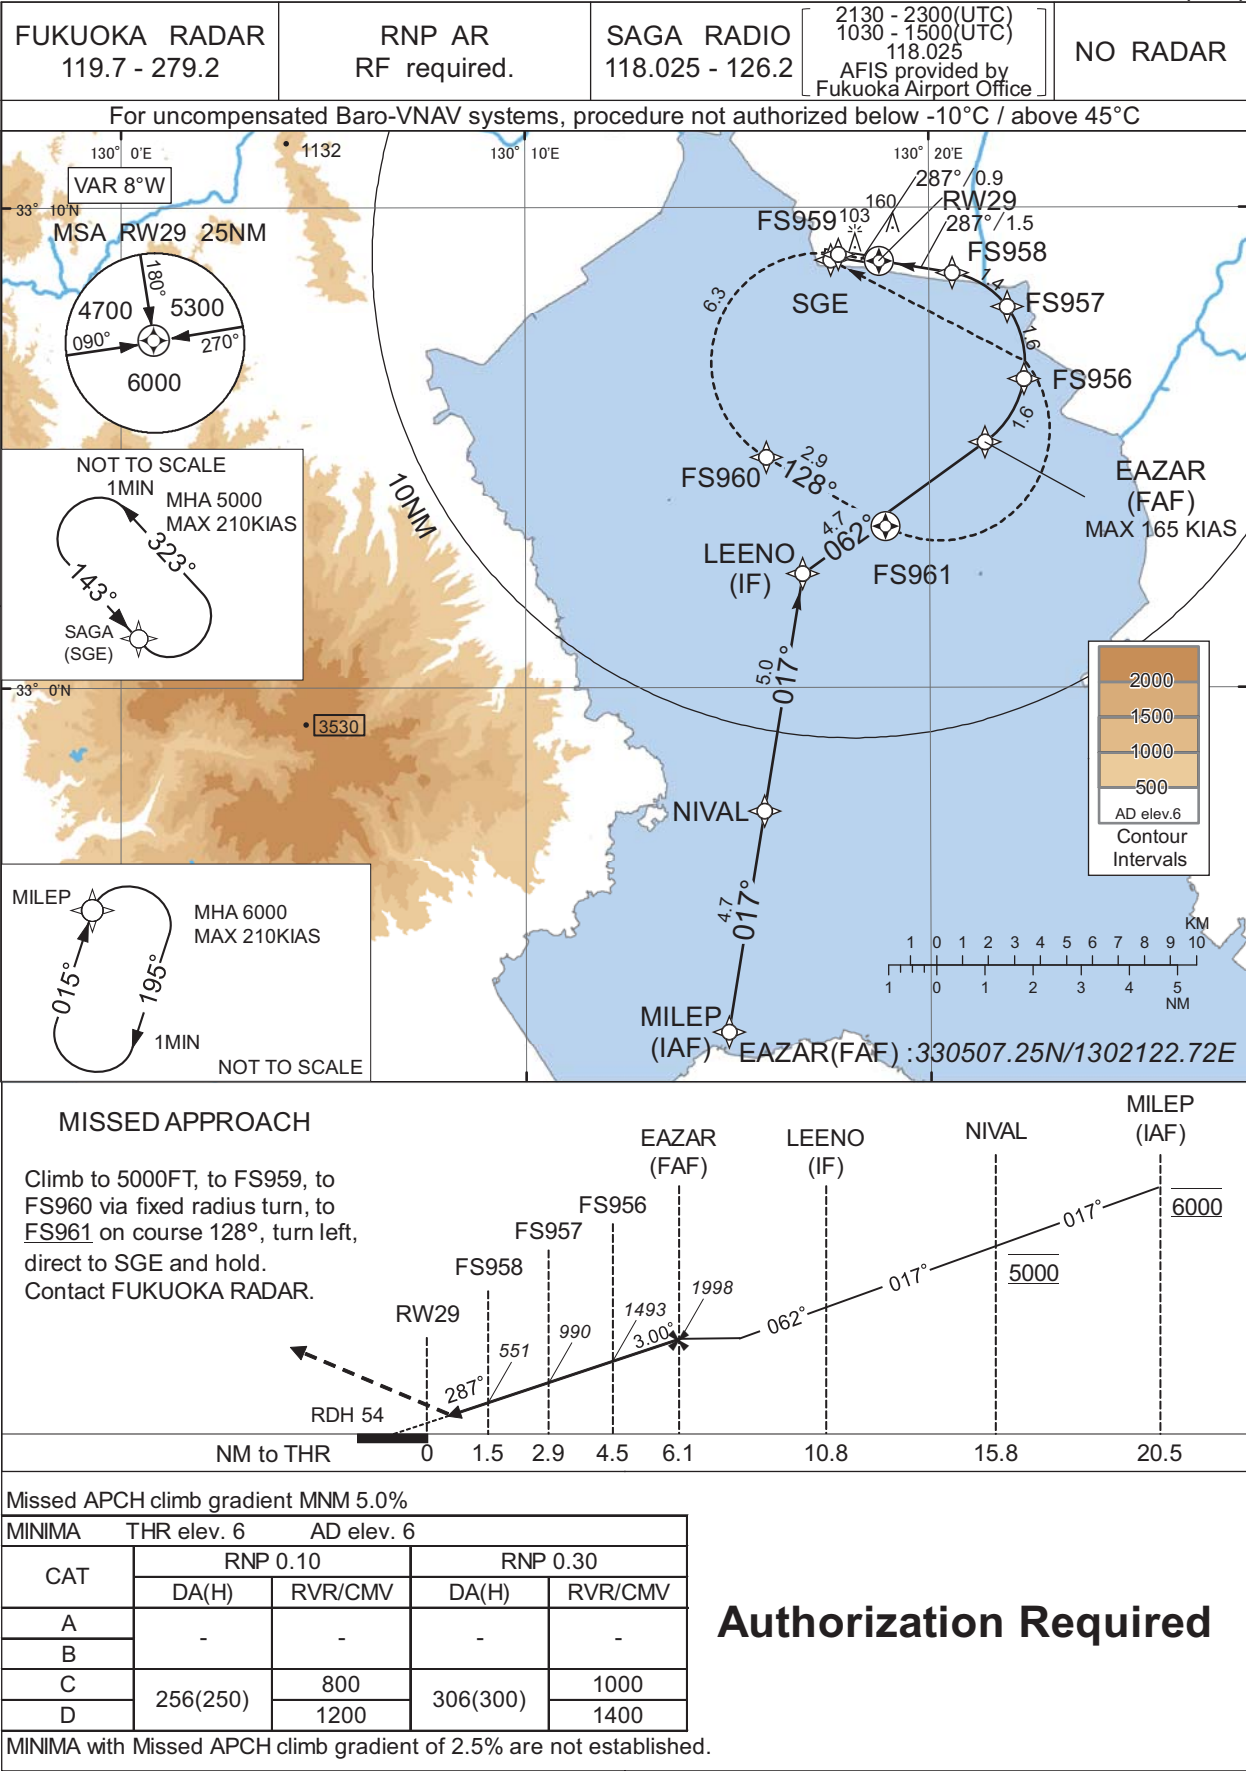 FUKUOKA RADAR
119.7 - 279.2
RNP AR
RF required.
SAGA RADIO
118.025 - 126.2
2130 - 2300(UTC)
1030 - 1500(UTC)
118.025
AFIS provided by
Fukuoka Airport Office
NO RADAR
For uncompensated Baro-VNAV systems, procedure not authorized below -10°C / above 45°C
130° 0'E
130° 10'E
130° 20'E
1132
VAR 8°W
33° 10'N
MSA RW29 25NM
180°
4700
5300
090°
270°
6000
287° / 0.9
RW29
287° / 1.5
160
103
FS959
FS958
1.4
FS957
SGE
6.3
1.6
FS956
1.6
NOT TO SCALE
1MIN
MHA 5000
MAX 210KIAS
323°
143°
SAGA
(SGE)
10NM
FS960
2.9
128°
EAZAR
(FAF)
MAX 165 KIAS
4.7
062°
LEENO
(IF)
FS961
5.0
017°
33° 0'N
3530
2000
1500
1000
500
AD elev.6
Contour
Intervals
NIVAL
4.7
017°
MILEP
MHA 6000
MAX 210KIAS
015°
195°
1MIN
NOT TO SCALE
KM
1 0 1 2 3 4 5 6 7 8 9 10
1 0 1 2 3 4 5
NM
MILEP
(IAF)
EAZAR(FAF) :330507.25N/1302122.72E
MISSED APPROACH
Climb to 5000FT, to FS959, to
FS960 via fixed radius turn, to
FS961 on course 128°, turn left,
direct to SGE and hold.
Contact FUKUOKA RADAR.
MILEP
(IAF)
NIVAL
LEENO
(IF)
EAZAR
(FAF)
FS956
FS957
FS958
RW29
6000
017°
5000
017°
062°
1998
1493
3.00°
990
551
287°
RDH 54
NM to THR 0 1.5 2.9 4.5 6.1 10.8 15.8 20.5
Missed APCH climb gradient MNM 5.0%
MINIMA THR elev. 6 AD elev. 6
CAT RNP 0.10 RNP 0.30
DA(H) RVR/CMV DA(H) RVR/CMV
A - - - -
B
C 256(250) 800 306(300) 1000
D 1200 1400
MINIMA with Missed APCH climb gradient of 2.5% are not established.
Authorization Required